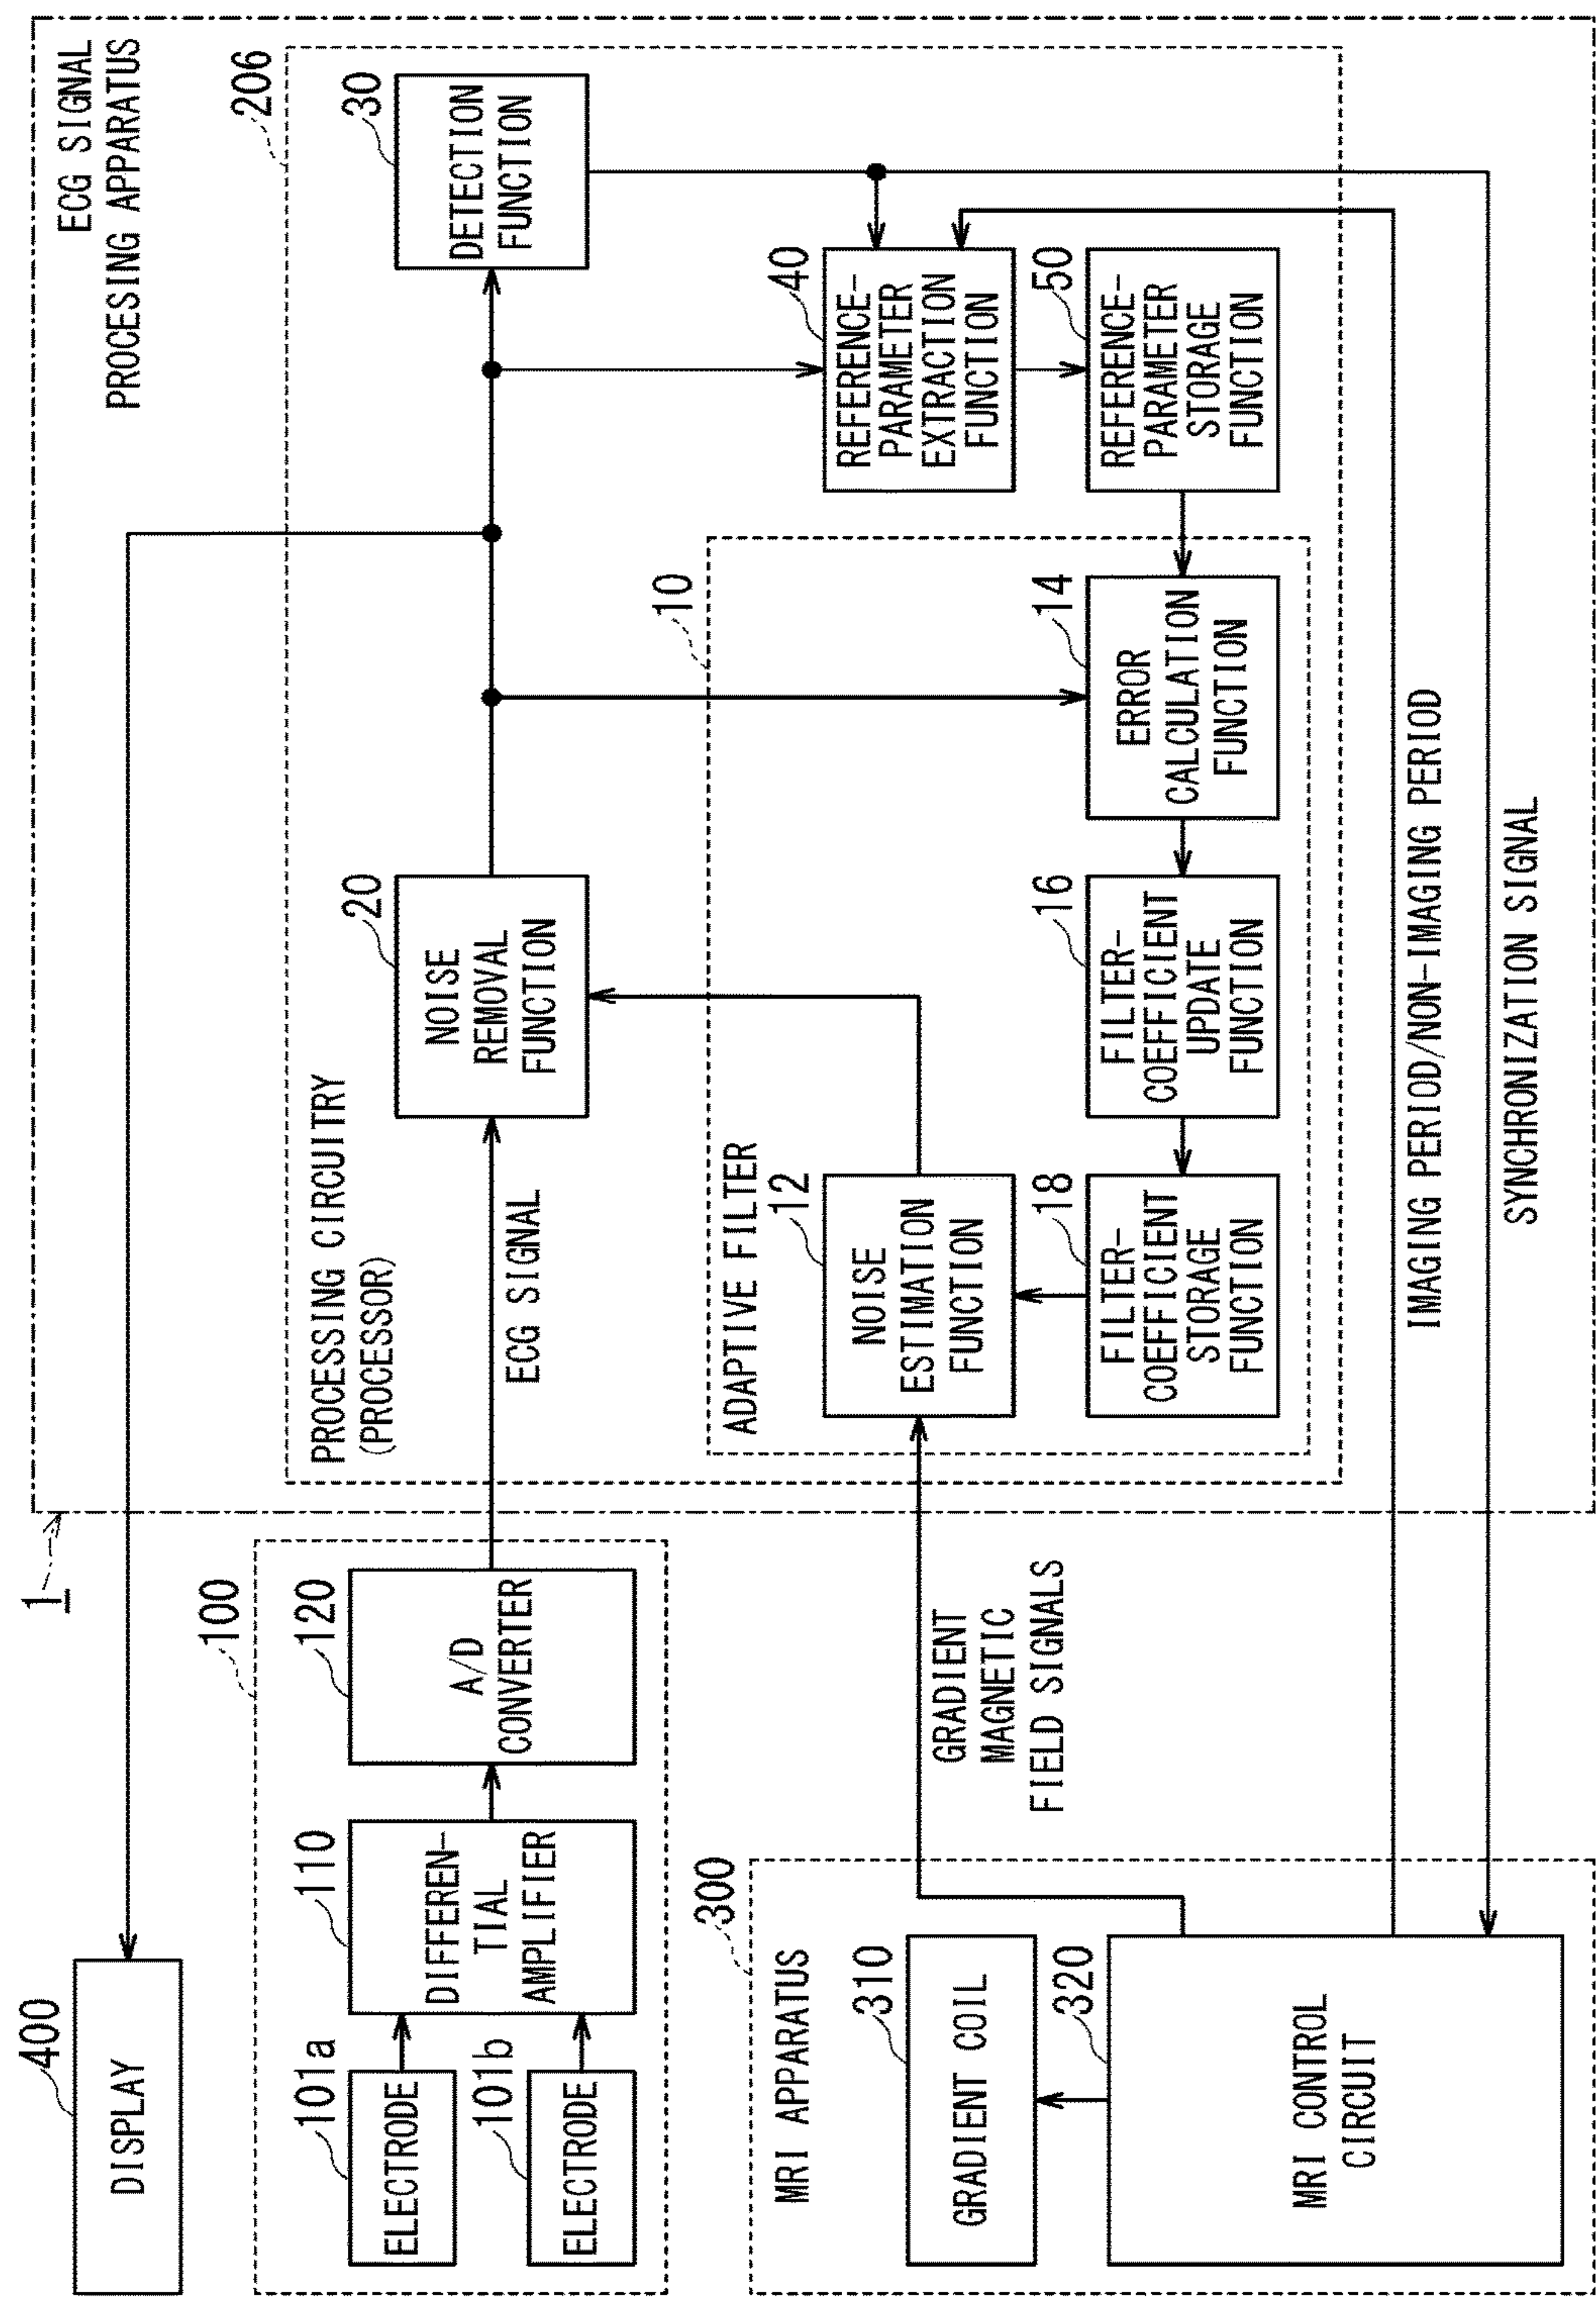 400
DISPLAY
1
ECG SIGNAL
PROCESSING APPARATUS
100
101a
ELECTRODE
101b
ELECTRODE
110
DIFFEREN-
TIAL
AMPLIFIER
120
A/D
CONVERTER
206
PROCESSING CIRCUITRY
(PROCESSOR)
ECG SIGNAL
20
NOISE
REMOVAL
FUNCTION
30
DETECTION
FUNCTION
10
ADAPTIVE FILTER
12
NOISE
ESTIMATION
FUNCTION
18
FILTER-
COEFFICIENT
STORAGE
FUNCTION
16
FILTER-
COEFFICIENT
UPDATE
FUNCTION
14
ERROR
CALCULATION
FUNCTION
40
REFERENCE-
PARAMETER
EXTRACTION
FUNCTION
50
REFERENCE-
PARAMETER
STORAGE
FUNCTION
300
MRI APPARATUS
310
GRADIENT COIL
320
MRI CONTROL
CIRCUIT
GRADIENT
MAGNETIC
FIELD SIGNALS
IMAGING PERIOD/NON-IMAGING PERIOD
SYNCHRONIZATION SIGNAL